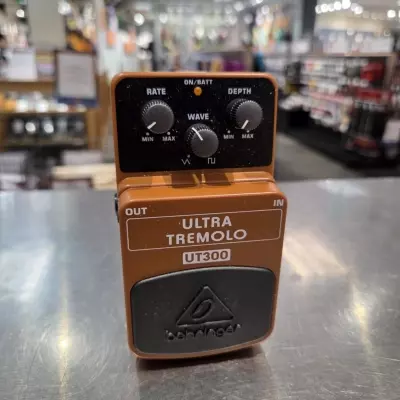 ON/BATT
RATE
DEPTH
WAVE
MIN MAX
MIN MAX
OUT
IN
ULTRA
TREMOLO
UT300
behringer